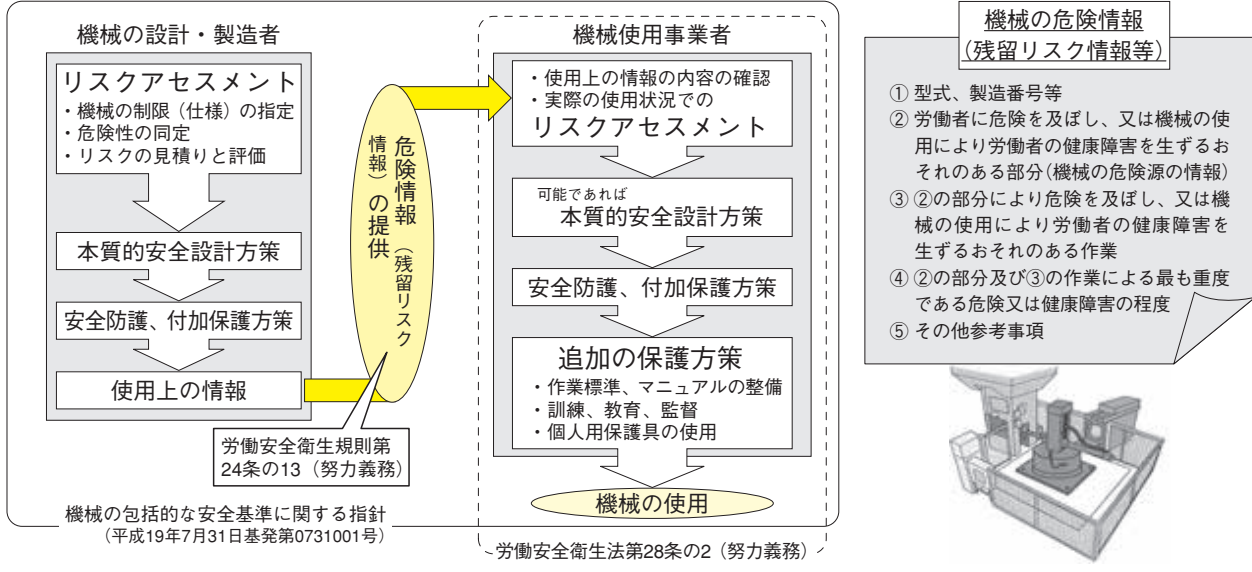 機械の設計・製造者
リスクアセスメント
・機械の制限（仕様）の指定
・危険性の同定
・リスクの見積りと評価
本質的安全設計方策
安全防護、付加保護方策
使用上の情報
危険情報（残留リスク
情報）の提供
労働安全衛生規則第
24条の13（努力義務）
機械の包括的な安全基準に関する指針
（平成19年7月31日基発第0731001号）
機械使用事業者
・使用上の情報の内容の確認
・実際の使用状況での
リスクアセスメント
可能であれば
本質的安全設計方策
安全防護、付加保護方策
追加の保護方策
・作業標準、マニュアルの整備
・訓練、教育、監督
・個人用保護具の使用
機械の使用
労働安全衛生法第28条の2（努力義務）
機械の危険情報
（残留リスク情報等）
① 型式、製造番号等
② 労働者に危険を及ぼし、又は機械の使
用により労働者の健康障害を生ずるお
それのある部分（機械の危険源の情報）
③ ②の部分により危険を及ぼし、又は機
械の使用により労働者の健康障害を
生ずるおそれのある作業
④ ②の部分及び③の作業による最も重度
である危険又は健康障害の程度
⑤ その他参考事項